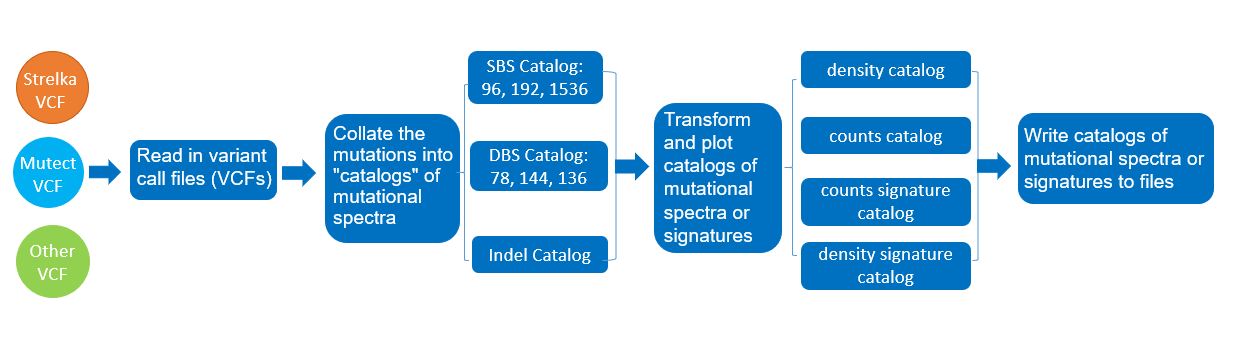 Strelka
VCF
Mutect
VCF
Other
VCF
Read in variant
call files (VCFs)
Collate the
mutations into
"catalogs" of
mutational
spectra
SBS Catalog:
96, 192, 1536
DBS Catalog:
78, 144, 136
Indel Catalog
Transform
and plot
catalogs of
mutational
spectra or
signatures
density catalog
counts catalog
counts signature
catalog
density signature
catalog
Write catalogs of
mutational spectra or
signatures to files